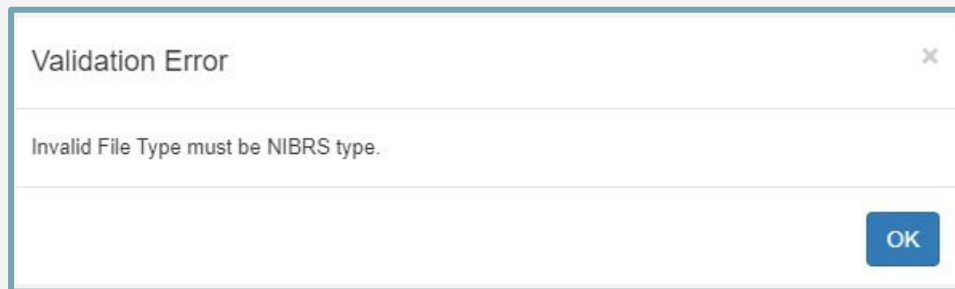 Validation Error
×
Invalid File Type must be NIBRS type.
OK